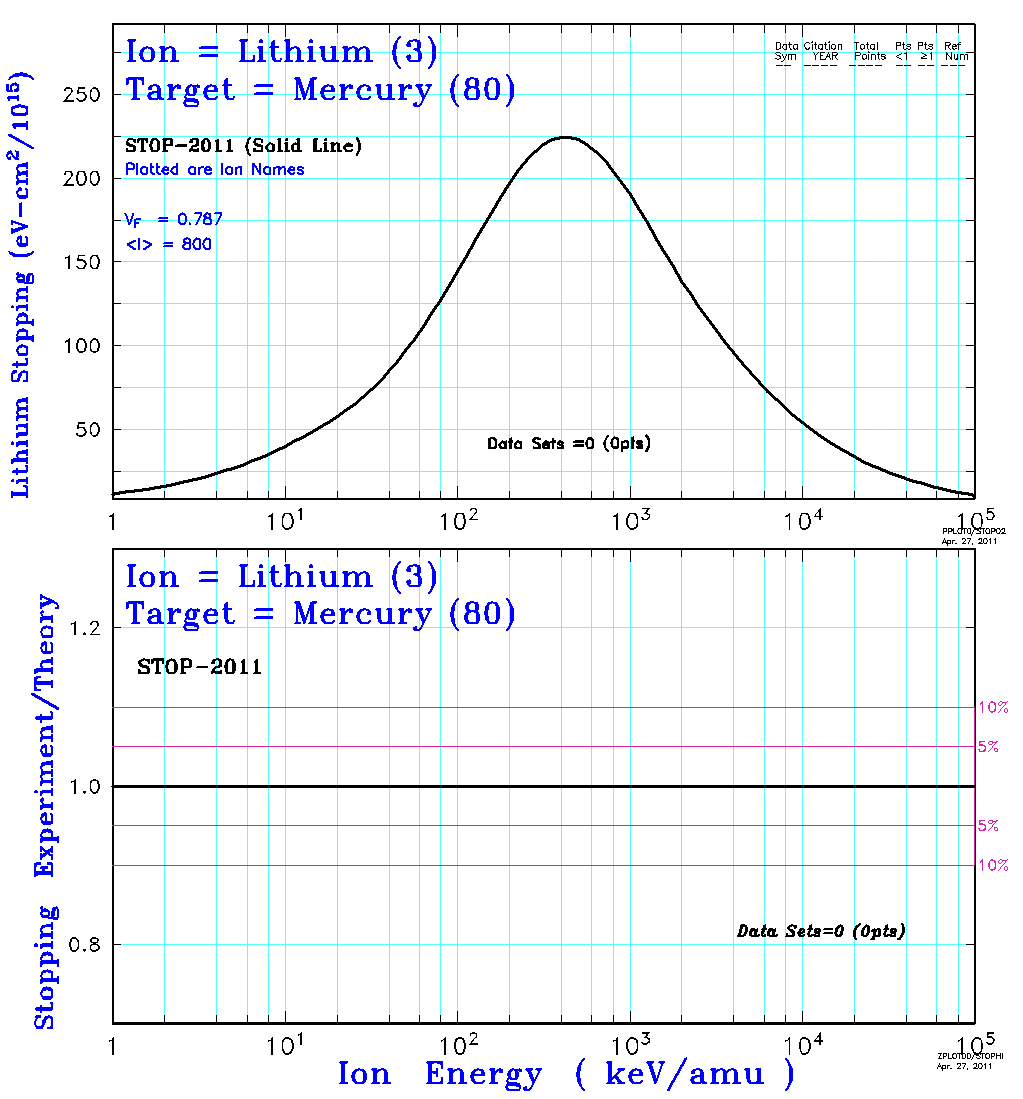 Ion = Lithium (3)
Target = Mercury (80)
Data Citation Total Pts Pts Ref
Sym YEAR Points <1 ≥1 Num
STOP-2011 (Solid Line)
Plotted are Ion Names
V_F = 0.787
<I> = 800
Data Sets =0 (0pts)
Lithium Stopping (eV-cm²/10¹⁵)
250
200
150
100
50
1 10¹ 10² 10³ 10⁴ 10⁵
PPLOT0/STOP02
Apr. 27, 2011
Ion = Lithium (3)
Target = Mercury (80)
STOP-2011
Stopping Experiment/Theory
1.2
1.0
0.8
10%
5%
5%
10%
Data Sets=0 (0pts)
1 10¹ 10² 10³ 10⁴ 10⁵
ZPLOT0D/STOPHI
Apr. 27, 2011
Ion Energy ( keV/amu )